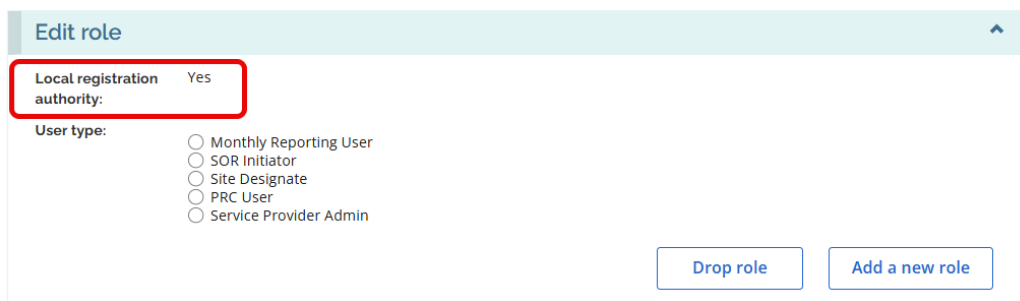 Edit role
Local registration authority: Yes
User type:
Monthly Reporting User
SOR Initiator
Site Designate
PRC User
Service Provider Admin
Drop role
Add a new role